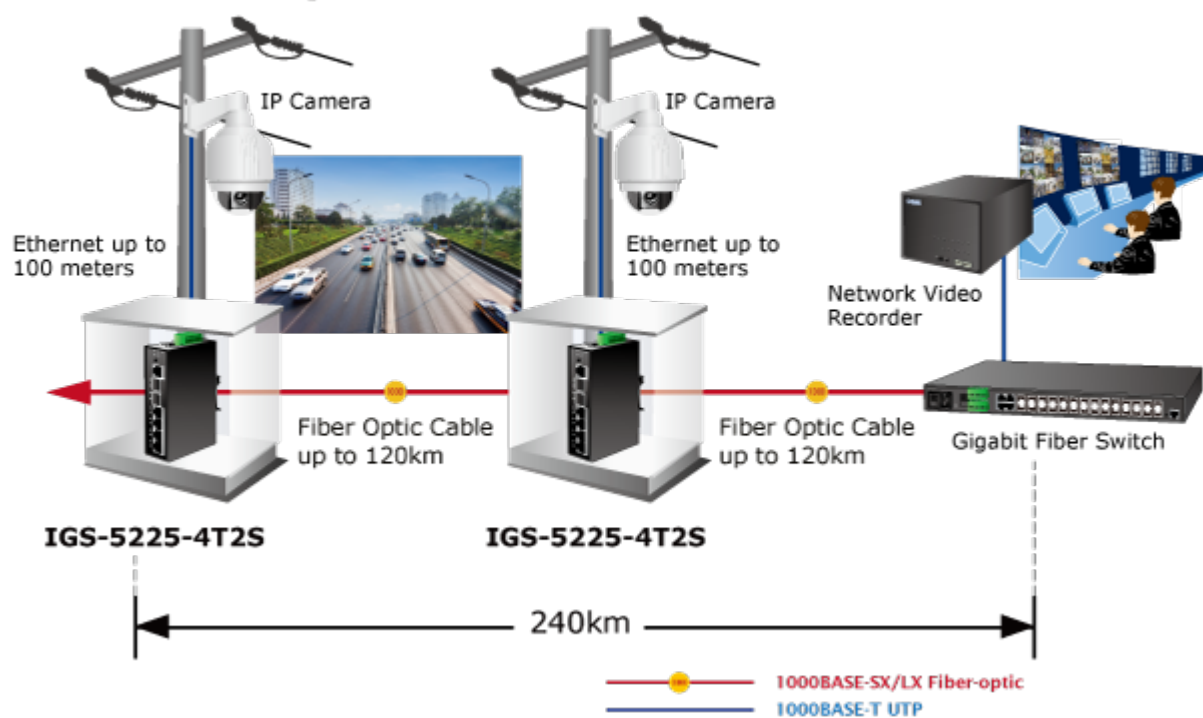 IP Camera
IP Camera
Ethernet up to
100 meters
Ethernet up to
100 meters
Network Video
Recorder
1000
1000
Fiber Optic Cable
up to 120km
Fiber Optic Cable
up to 120km
Gigabit Fiber Switch
IGS-5225-4T2S
IGS-5225-4T2S
240km
1000BASE-SX/LX Fiber-optic
1000BASE-T UTP